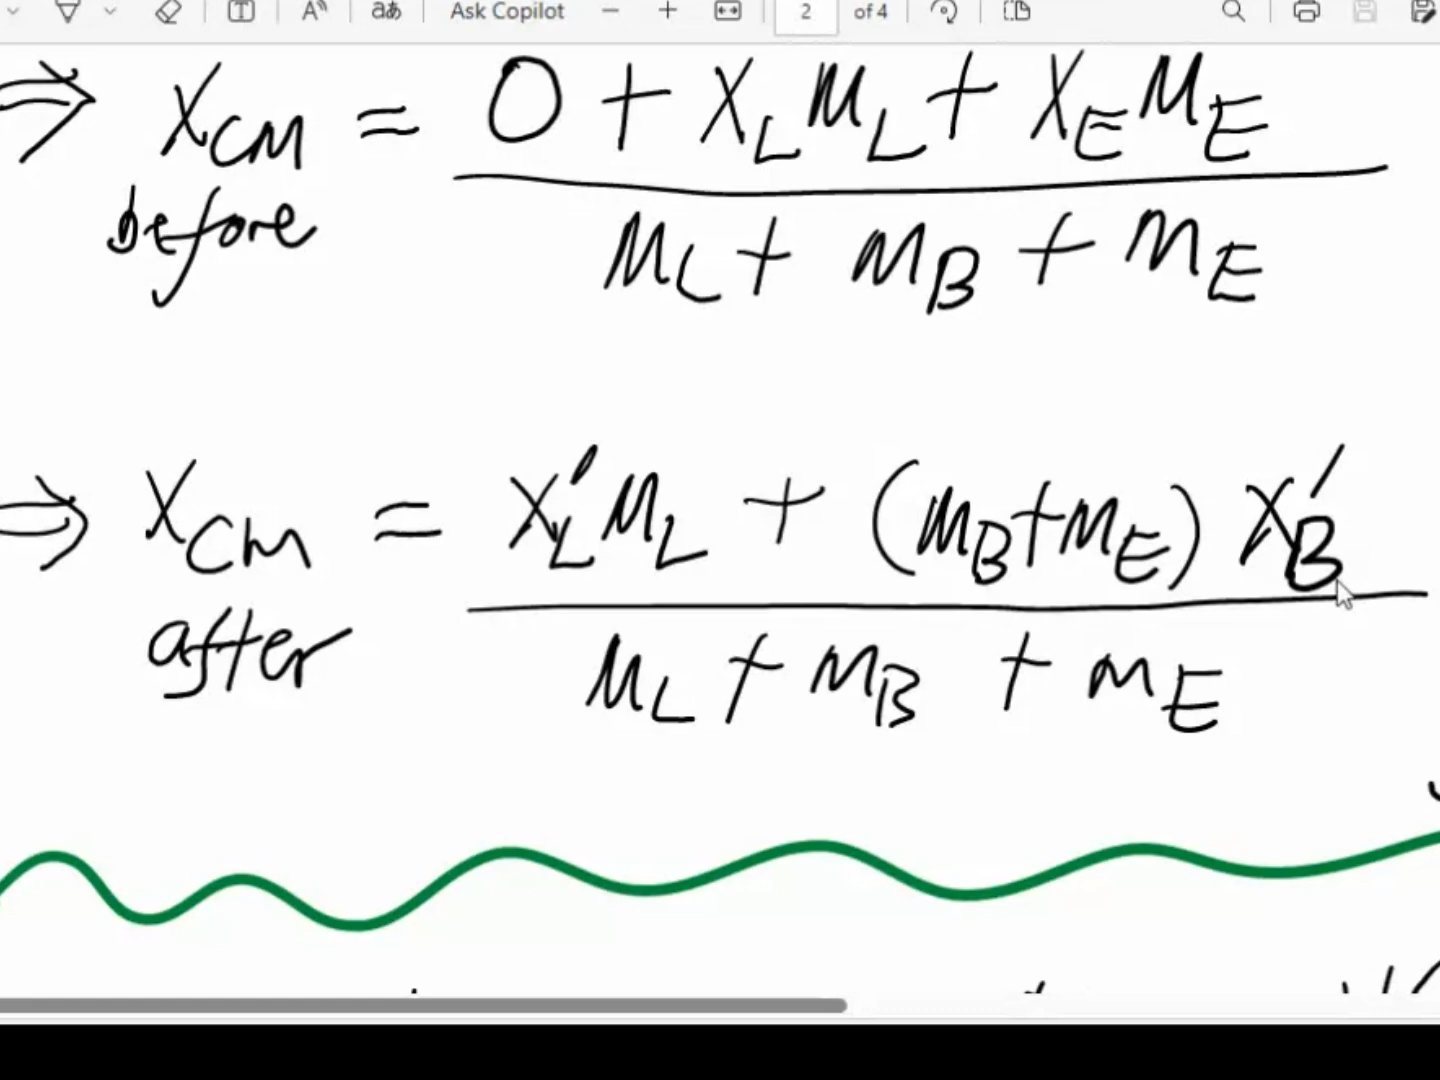 Ask Copilot 2 of 4
⇒ X_CM before = (0 + X_L M_L + X_E M_E) / (M_L + M_B + M_E)
⇒ X_CM after = (X'_L M_L + (M_B + M_E) X'_B) / (M_L + M_B + M_E)